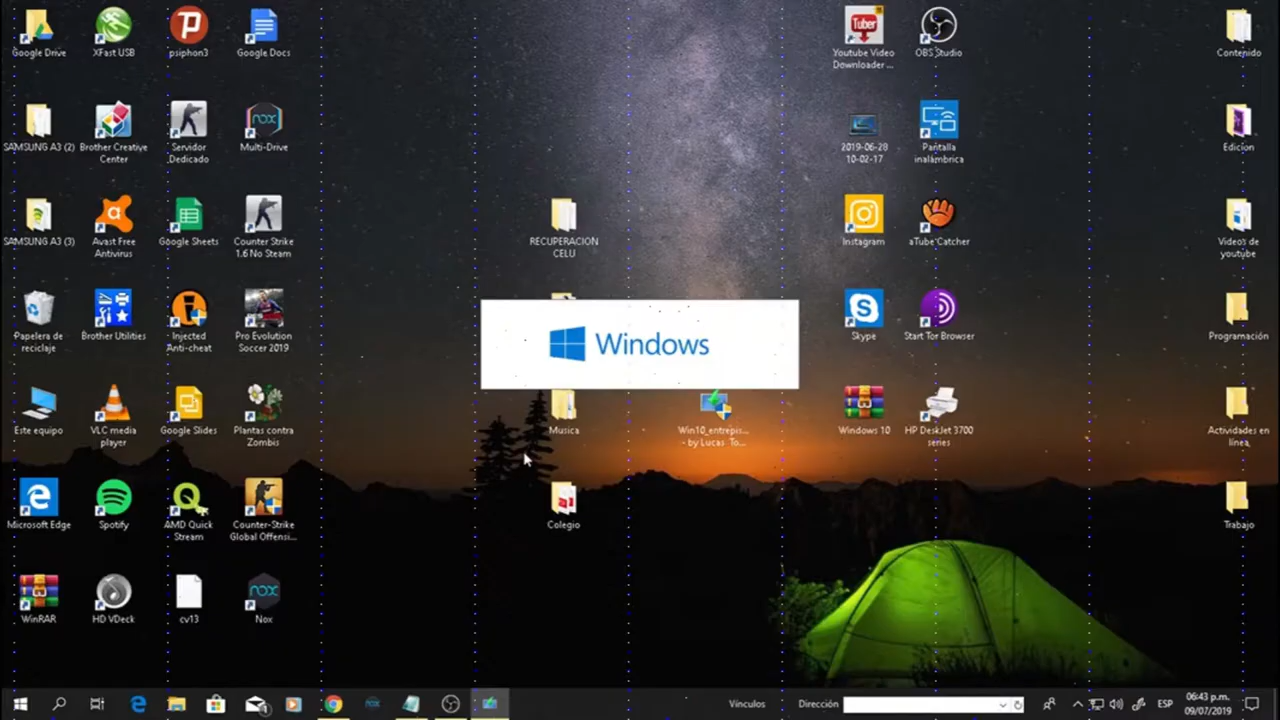 Google Drive
XFast USB
psiphon3
Google Docs
Tuber
Youtube Video
Downloader ...
OBS Studio
Contenido
SAMSUNG A3 (2)
Brother Creative
Center
Servidor
Dedicado
nox
Multi-Drive
2019-06-28
10-02-17
Pantalla
inalámbrica
Edicion
SAMSUNG A3 (3)
Avast Free
Antivirus
Google Sheets
Counter Strike
1.6 No Steam
RECUPERACION
CELU
Instagram
aTube Catcher
Videos de
youtube
Papelera de
reciclaje
Brother Utilities
Injected
Anti-cheat
Pro Evolution
Soccer 2019
Windows
Skype
Start Tor Browser
Programación
Este equipo
VLC media
player
Google Slides
Plantas contra
Zombis
Musica
Win10_entrepis...
- by Lucas To...
Windows 10
HP DeskJet 3700
series
Actividades en
línea
Microsoft Edge
Spotify
AMD Quick
Stream
Counter-Strike
Global Offensi...
Colegio
Trabajo
WinRAR
HD VDeck
cv13
nox
Nox
Vínculos
Dirección
ESP
06:43 p.m.
09/07/2019